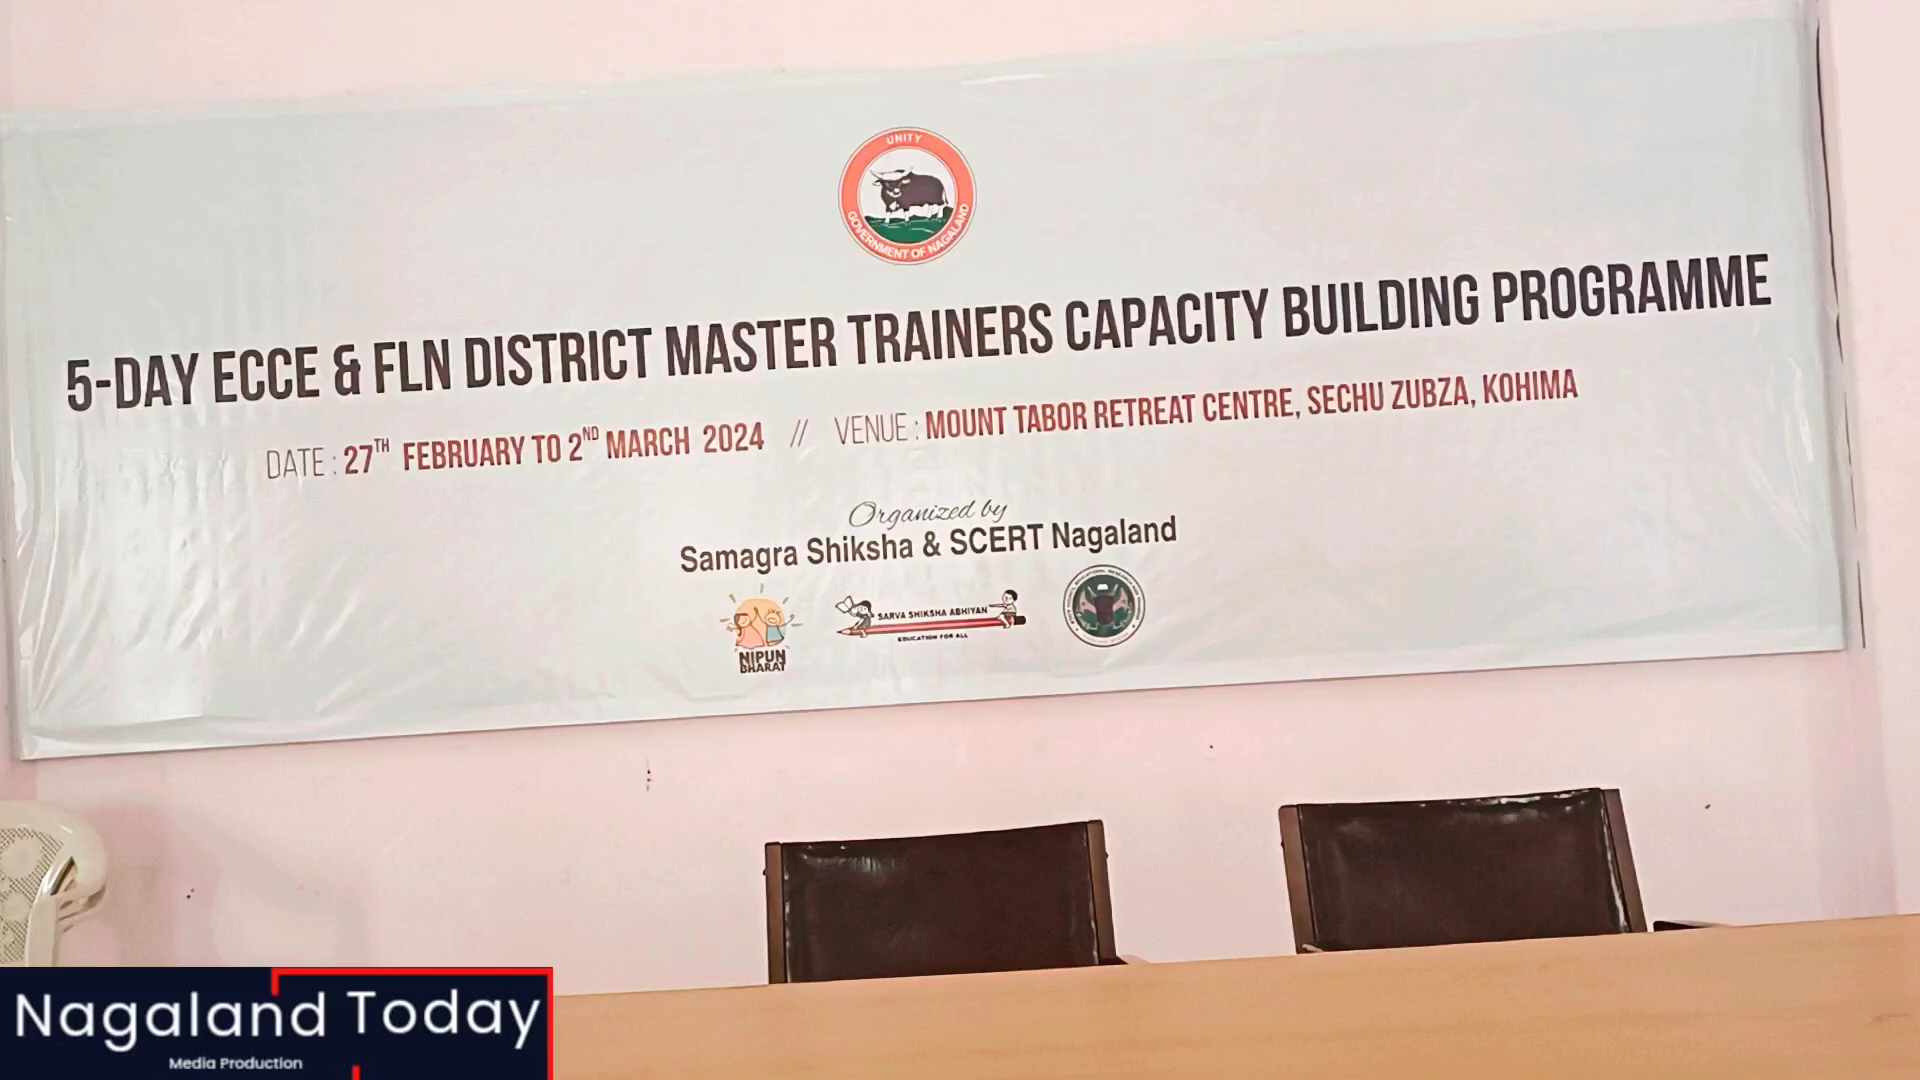 UNITY
GOVERNMENT OF NAGALAND
5-DAY ECCE & FLN DISTRICT MASTER TRAINERS CAPACITY BUILDING PROGRAMME
DATE : 27TH FEBRUARY TO 2ND MARCH 2024 // VENUE : MOUNT TABOR RETREAT CENTRE, SECHU ZUBZA, KOHIMA
Organized by
Samagra Shiksha & SCERT Nagaland
SARVA SHIKSHA ABHIYAN
EDUCATION FOR ALL
NIPUN
BHARAT
Nagaland Today
Media Production